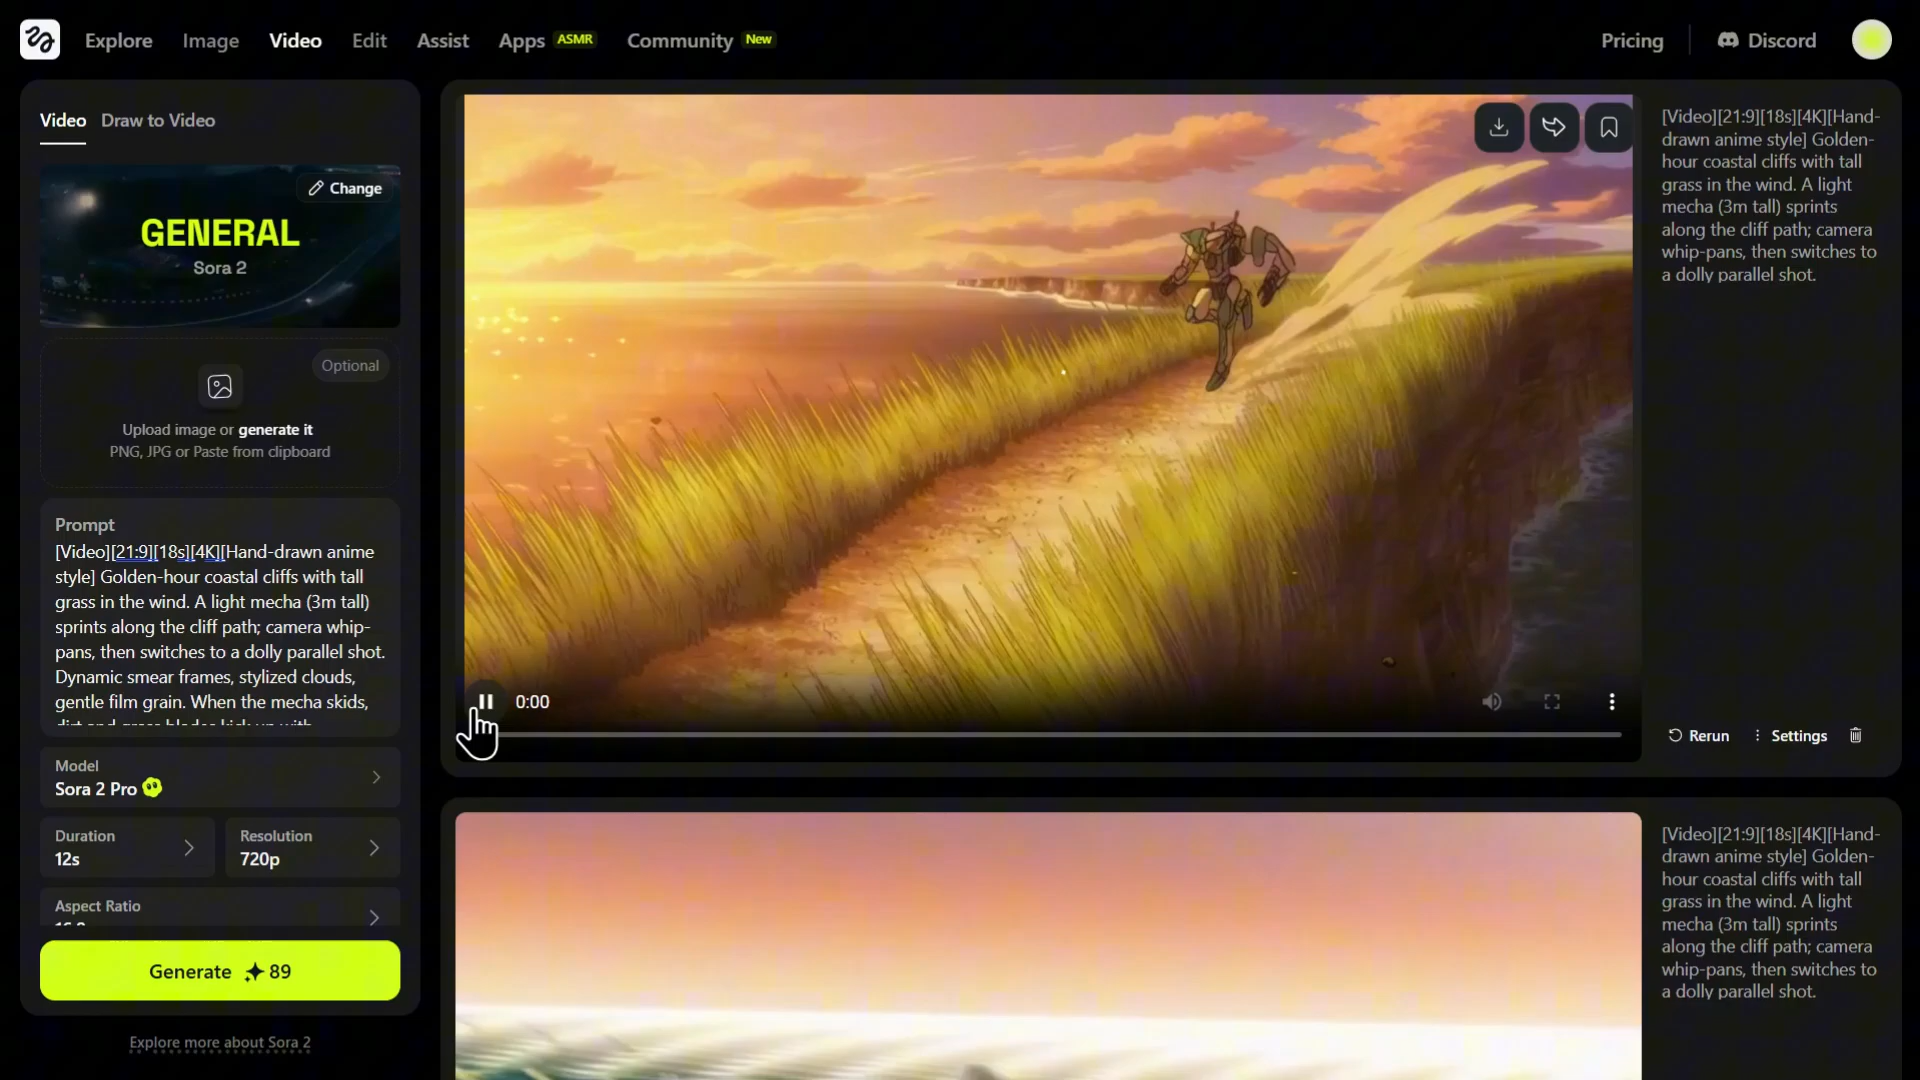 Explore Image Video Edit Assist Apps ASMR Community New
Pricing Discord
Video Draw to Video
Change
GENERAL
Sora 2
Optional
Upload image or generate it
PNG, JPG or Paste from clipboard
Prompt
[Video][21:9][18s][4K][Hand-drawn anime
style] Golden-hour coastal cliffs with tall
grass in the wind. A light mecha (3m tall)
sprints along the cliff path; camera whip-
pans, then switches to a dolly parallel shot.
Dynamic smear frames, stylized clouds,
gentle film grain. When the mecha skids,
dirt and grass blades kick up with
Model
Sora 2 Pro
Duration
12s
Resolution
720p
Aspect Ratio
Generate 89
Explore more about Sora 2
0:00
[Video][21:9][18s][4K][Hand-
drawn anime style] Golden-
hour coastal cliffs with tall
grass in the wind. A light
mecha (3m tall) sprints
along the cliff path; camera
whip-pans, then switches to
a dolly parallel shot.
Rerun Settings
[Video][21:9][18s][4K][Hand-
drawn anime style] Golden-
hour coastal cliffs with tall
grass in the wind. A light
mecha (3m tall) sprints
along the cliff path; camera
whip-pans, then switches to
a dolly parallel shot.